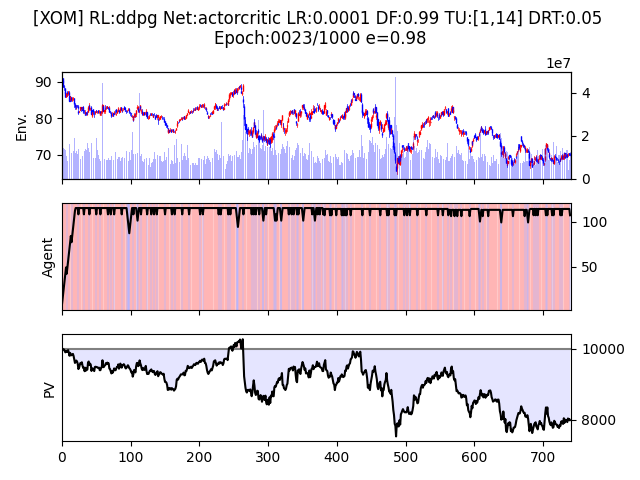 [XOM] RL:ddpg Net:actorcritic LR:0.0001 DF:0.99 TU:[1,14] DRT:0.05
Epoch:0023/1000 e=0.98
1e7
Env.
90
80
70
4
2
0
Agent
100
50
PV
10000
8000
0 100 200 300 400 500 600 700